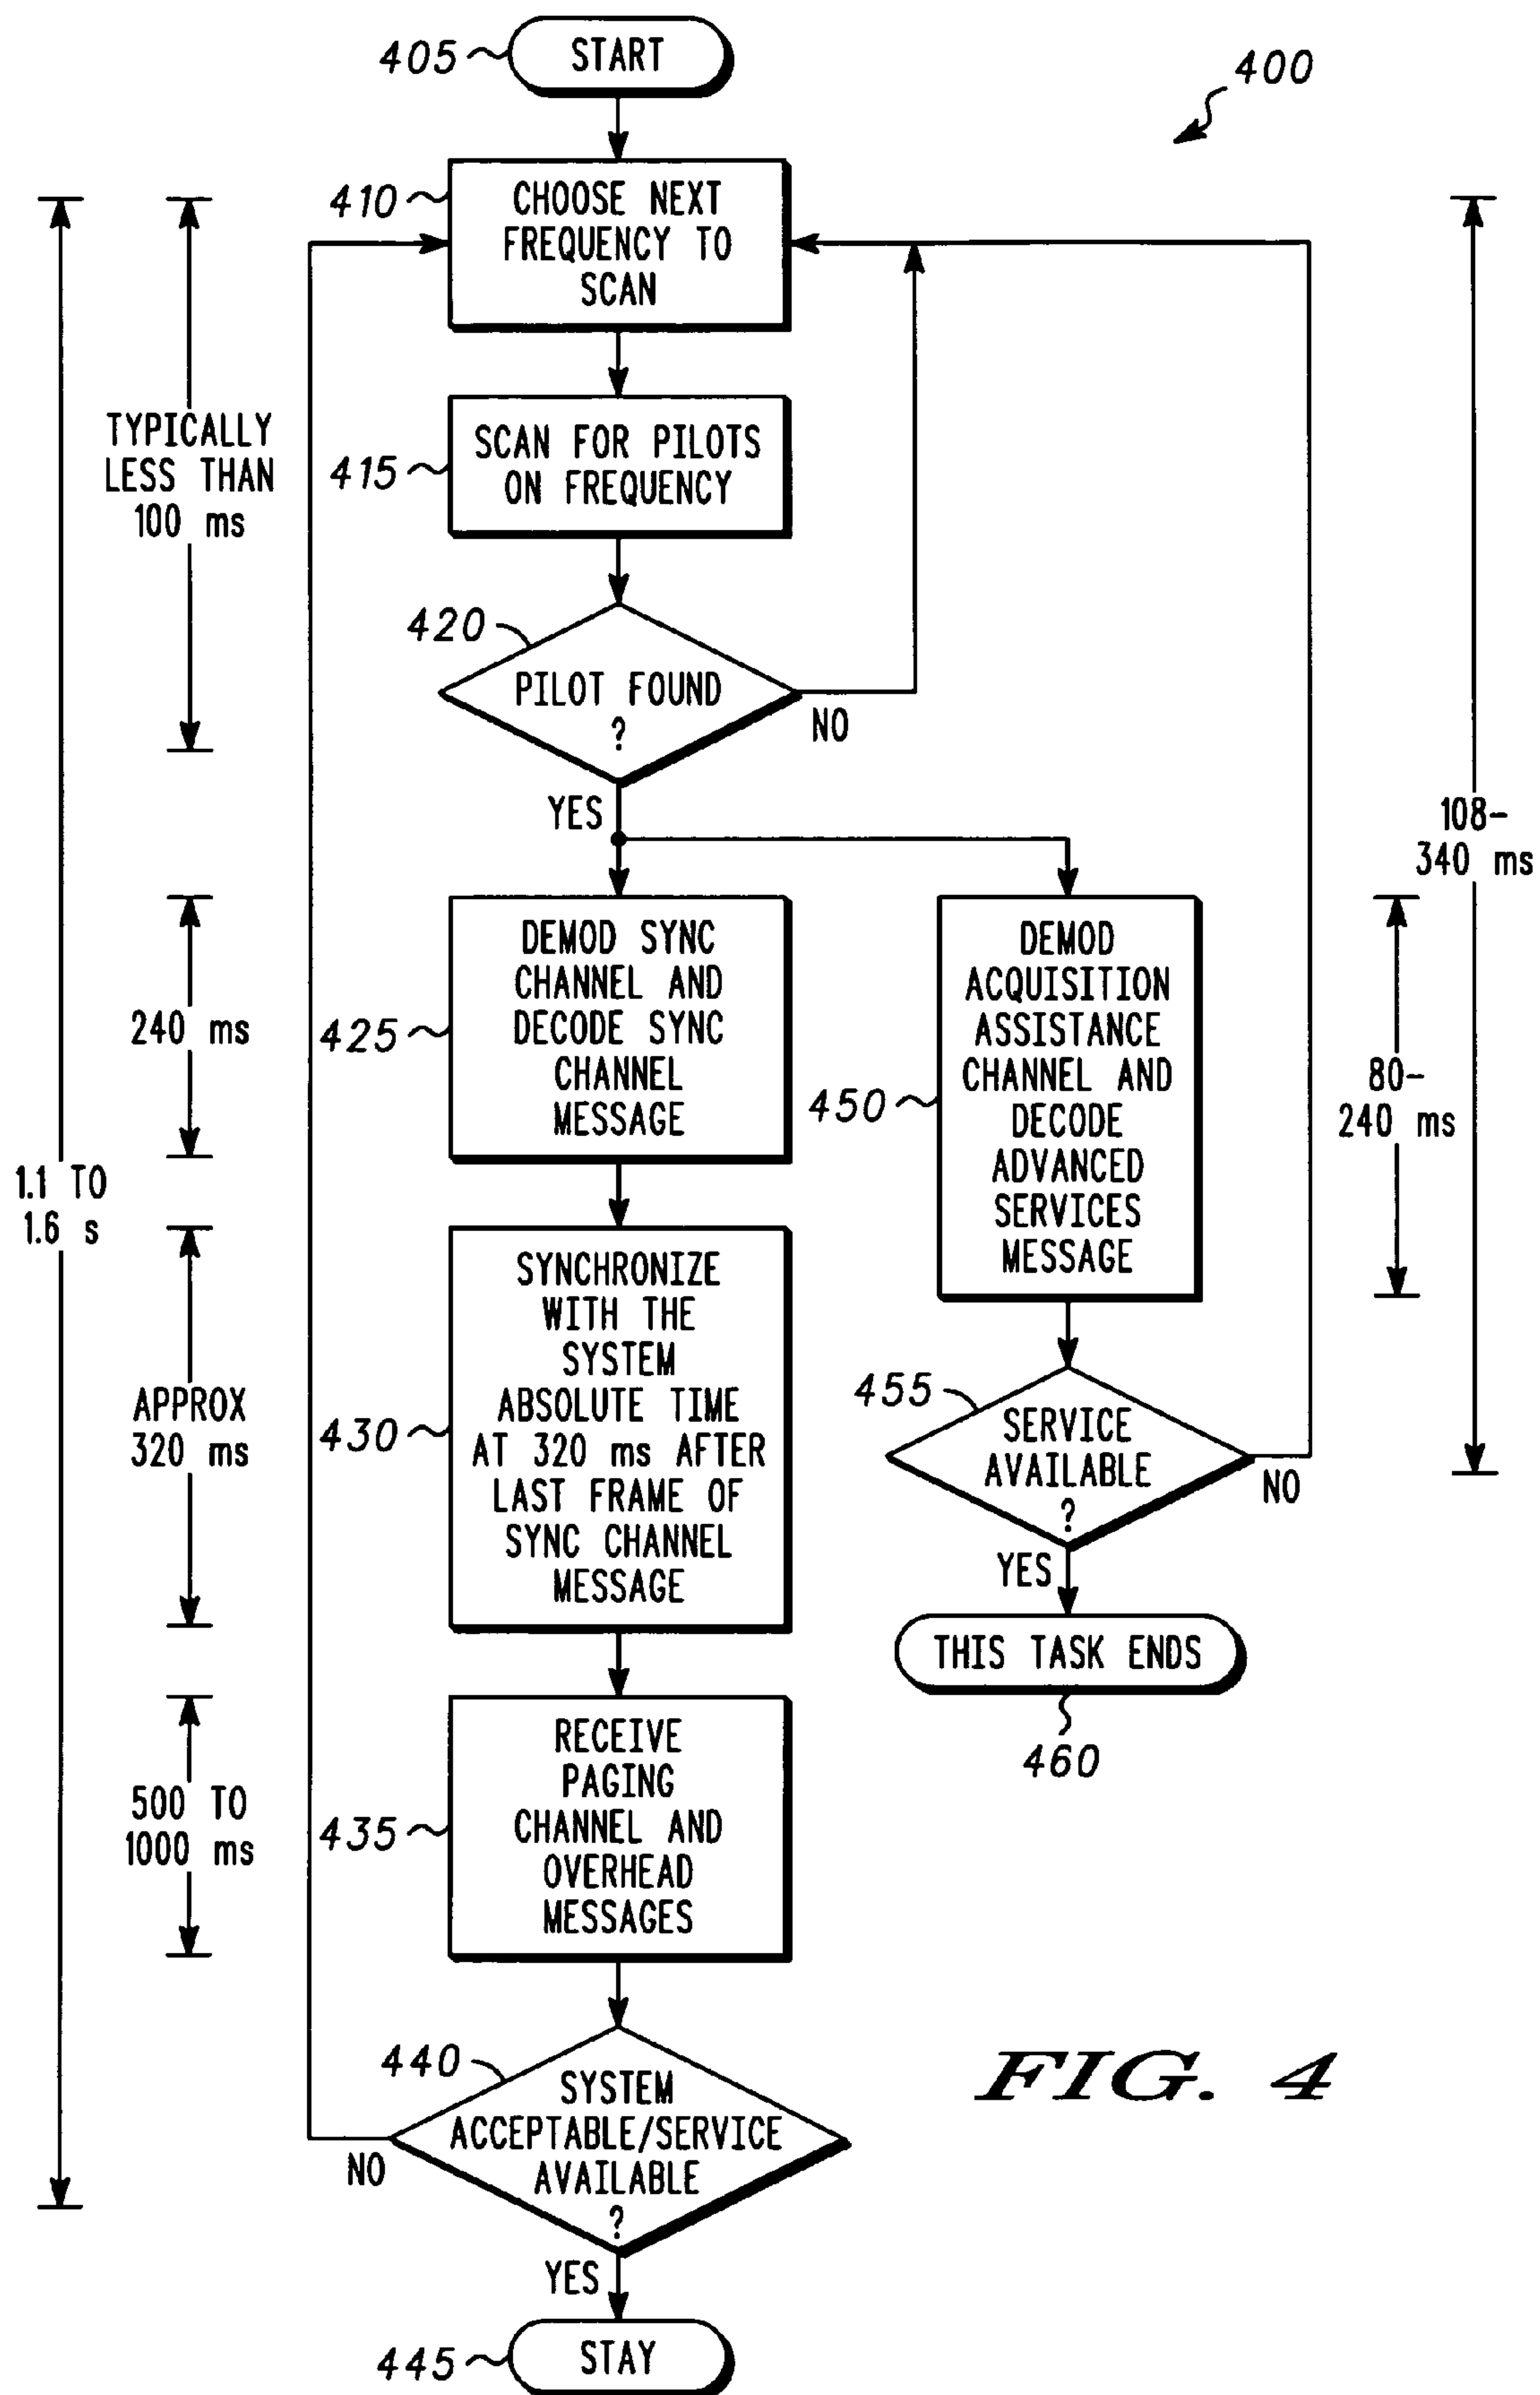 405
START
400
410
CHOOSE NEXT
FREQUENCY TO
SCAN
TYPICALLY
LESS THAN
100 ms
415
SCAN FOR PILOTS
ON FREQUENCY
420
PILOT FOUND
?
NO
YES
108-
340 ms
240 ms
425
DEMOD SYNC
CHANNEL AND
DECODE SYNC
CHANNEL
MESSAGE
450
DEMOD
ACQUISITION
ASSISTANCE
CHANNEL AND
DECODE
ADVANCED
SERVICES
MESSAGE
80-
240 ms
1.1 TO
1.6 s
APPROX
320 ms
430
SYNCHRONIZE
WITH THE
SYSTEM
ABSOLUTE TIME
AT 320 ms AFTER
LAST FRAME OF
SYNC CHANNEL
MESSAGE
455
SERVICE
AVAILABLE
?
NO
YES
THIS TASK ENDS
460
500 TO
1000 ms
435
RECEIVE
PAGING
CHANNEL AND
OVERHEAD
MESSAGES
440
SYSTEM
ACCEPTABLE/SERVICE
AVAILABLE
?
NO
YES
445
STAY
FIG. 4